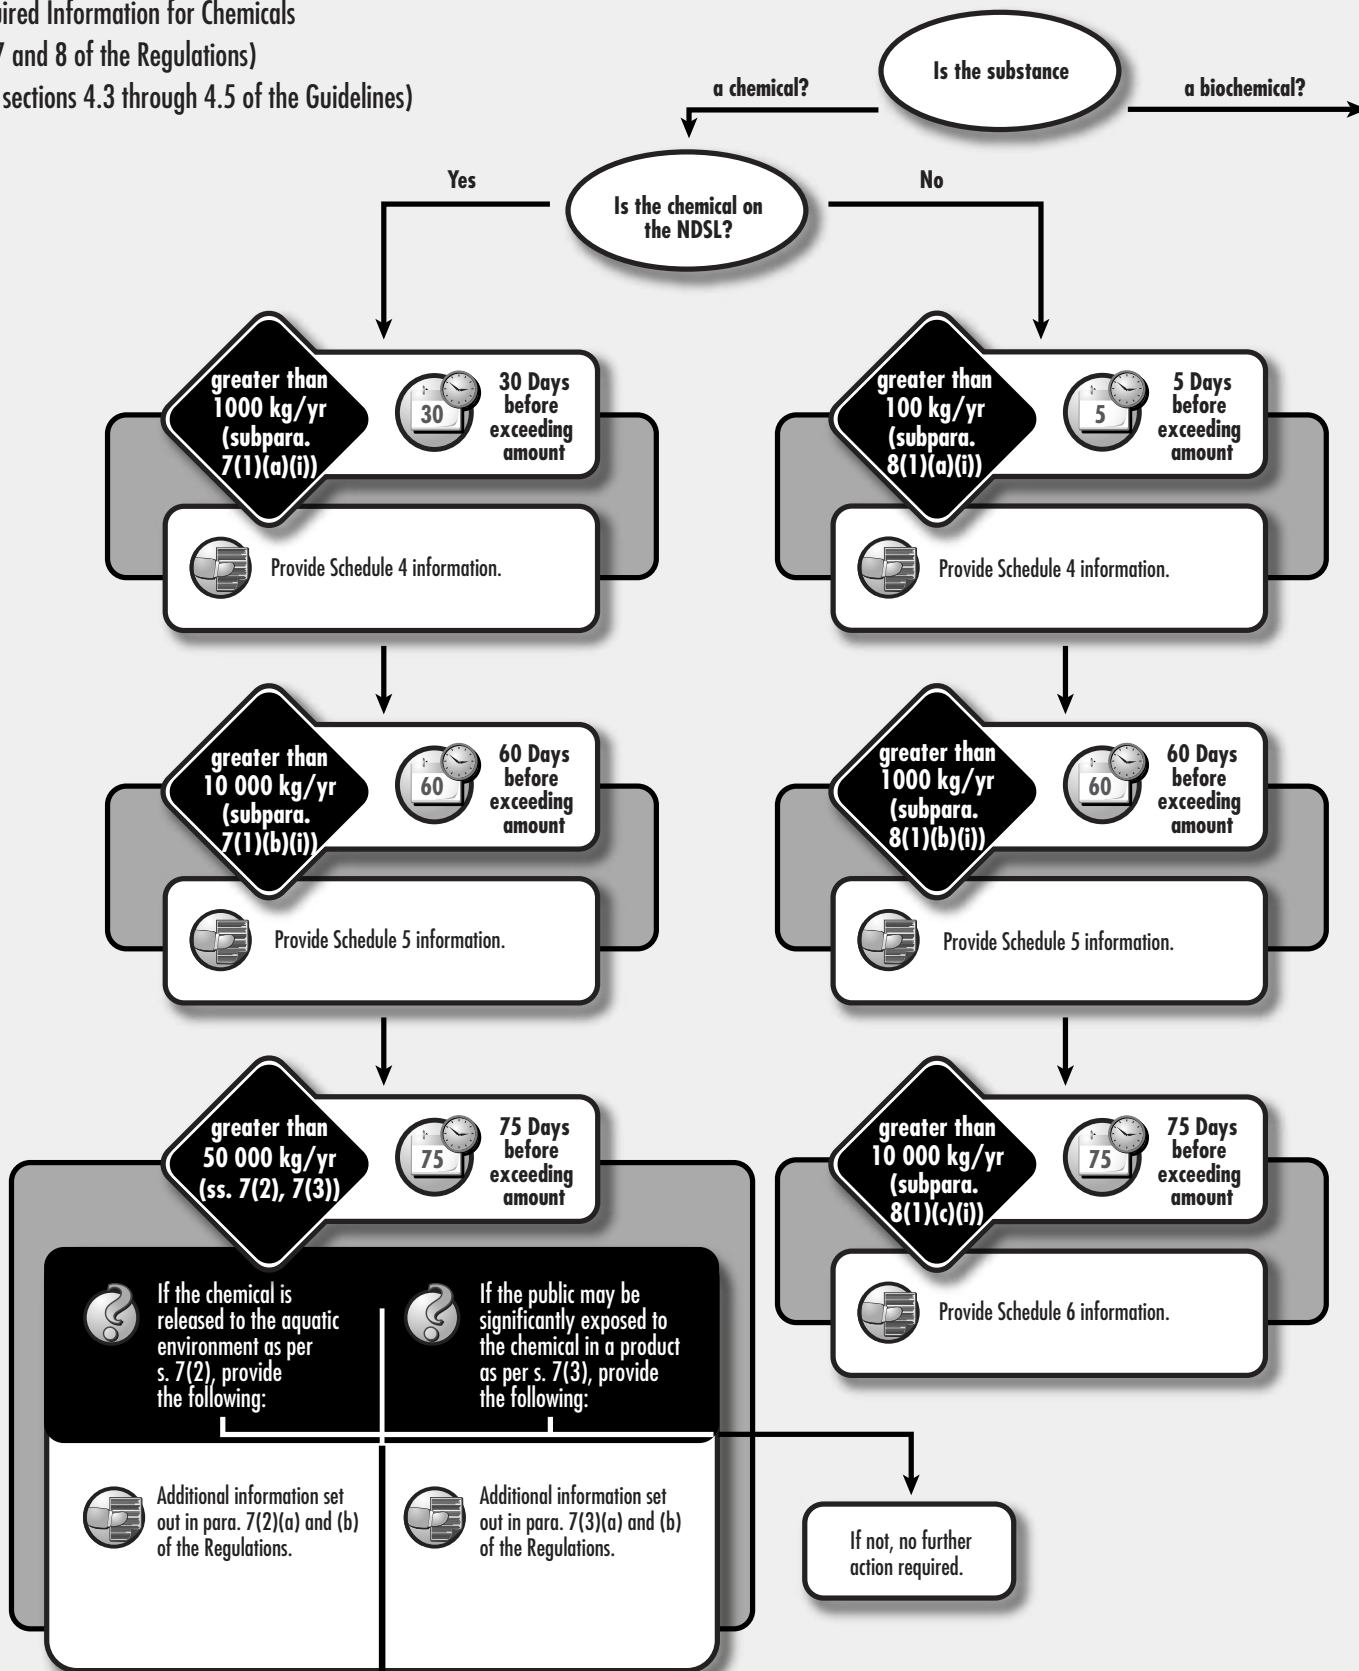 uired Information for Chemicals
7 and 8 of the Regulations)
sections 4.3 through 4.5 of the Guidelines)
Is the substance
a chemical?
a biochemical?
Is the chemical on
the NDSL?
Yes
No
greater than
1000 kg/yr
(subpara.
7(1)(a)(i))
30
30 Days
before
exceeding
amount
Provide Schedule 4 information.
greater than
100 kg/yr
(subpara.
8(1)(a)(i))
5
5 Days
before
exceeding
amount
Provide Schedule 4 information.
greater than
10 000 kg/yr
(subpara.
7(1)(b)(i))
60
60 Days
before
exceeding
amount
Provide Schedule 5 information.
greater than
1000 kg/yr
(subpara.
8(1)(b)(i))
60
60 Days
before
exceeding
amount
Provide Schedule 5 information.
greater than
50 000 kg/yr
(ss. 7(2), 7(3))
75
75 Days
before
exceeding
amount
If the chemical is
released to the aquatic
environment as per
s. 7(2), provide
the following:
If the public may be
significantly exposed to
the chemical in a product
as per s. 7(3), provide
the following:
Additional information set
out in para. 7(2)(a) and (b)
of the Regulations.
Additional information set
out in para. 7(3)(a) and (b)
of the Regulations.
greater than
10 000 kg/yr
(subpara.
8(1)(c)(i))
75
75 Days
before
exceeding
amount
Provide Schedule 6 information.
If not, no further
action required.